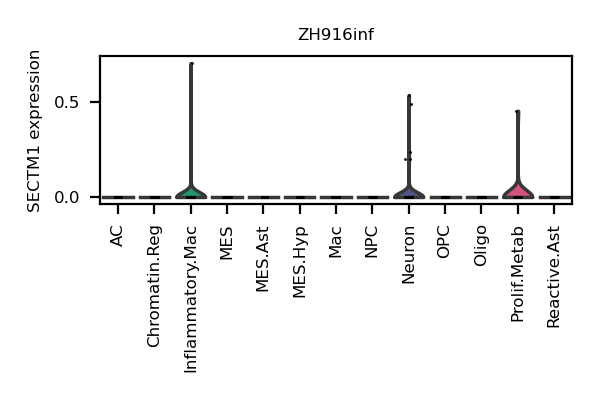 ZH916inf
SECTM1 expression
0.5
0.0
AC
Chromatin.Reg
Inflammatory.Mac
MES
MES.Ast
MES.Hyp
Mac
NPC
Neuron
OPC
Oligo
Prolif.Metab
Reactive.Ast